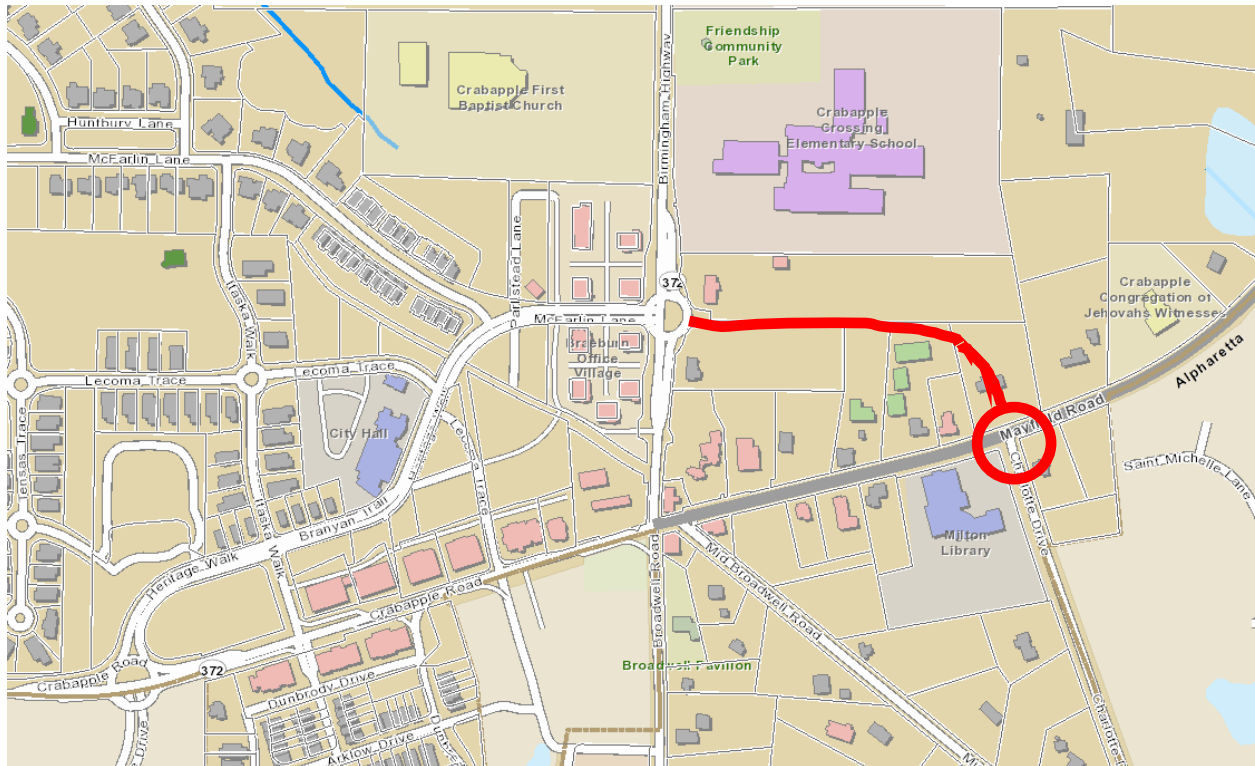 Friendship
Community
Park
Birmingham Highway
Crabapple First
Baptist Church
Crabapple
Crossing
Elementary School
Huntbury Lane
McFarlin Lane
Itaska Walk
Earlistead Lane
372
McFarlin Lane
Braeburn
Office
Village
Crabapple
Congregation of
Jehovahs Witnesses
Alpharetta
Mayfield Road
Lecoma Trace
Lecoma Trace
City Hall
Lecoma Trace
Itaska Walk
Branyan Trail
Heritage Walk
Saint Michelle Lane
Charlotte Drive
Milton
Library
Mid Broadwell Road
Broadwell Road
Crabapple Road
Crabapple Road
372
Broadwell Pavilion
Dunbrody Drive
Arklow Drive
Charlotte
Drive